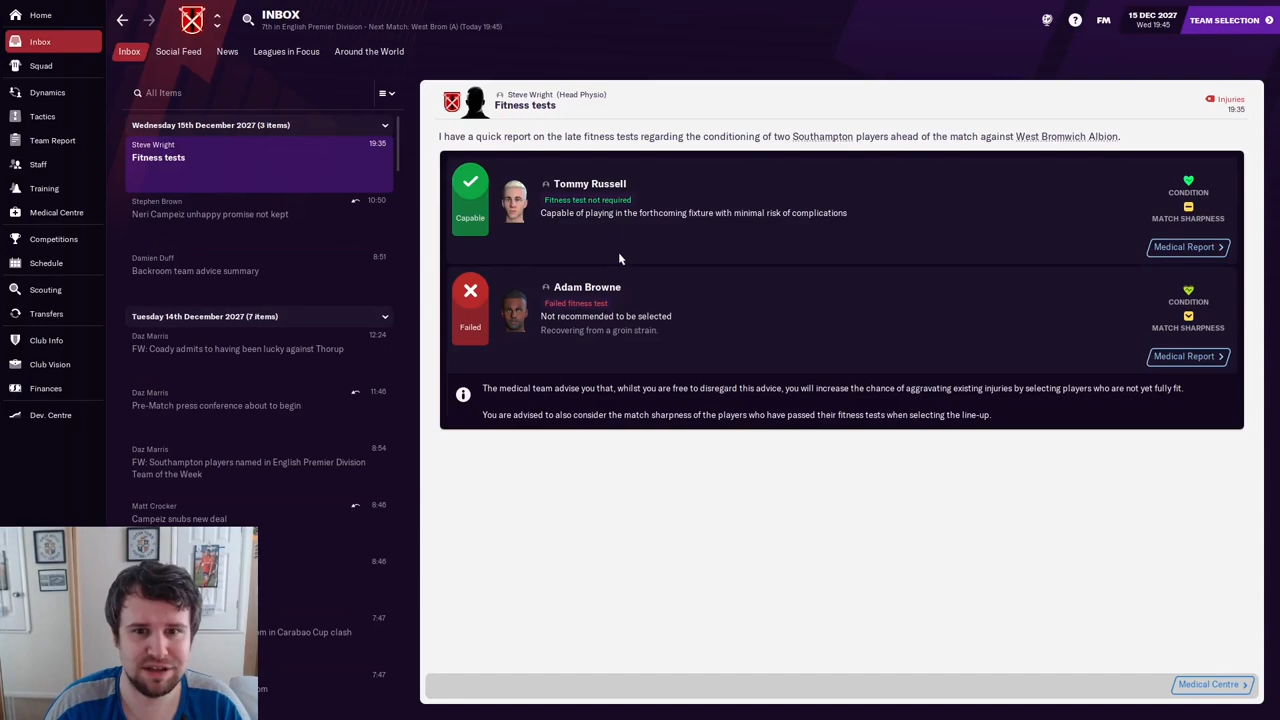 Home
Inbox
Squad
Dynamics
Tactics
Team Report
Staff
Training
Medical Centre
Competitions
Schedule
Scouting
Transfers
Club Info
Club Vision
Finances
Dev. Centre
INBOX
7th in English Premier Division - Next Match: West Brom (A) (Today 19:45)
FM
15 DEC 2027
Wed 19:45
TEAM SELECTION
Inbox
Social Feed
News
Leagues in Focus
Around the World
All Items
Wednesday 15th December 2027 (3 items)
Steve Wright 19:35
Fitness tests
Stephen Brown 10:50
Neri Campeiz unhappy promise not kept
Damien Duff 8:51
Backroom team advice summary
Tuesday 14th December 2027 (7 items)
Daz Marris 12:24
FW: Coady admits to having been lucky against Thorup
Daz Marris 11:46
Pre-Match press conference about to begin
Daz Marris 8:54
FW: Southampton players named in English Premier Division
Team of the Week
Matt Crocker 8:46
Campeiz snubs new deal
8:46
7:47
in Carabao Cup clash
7:47
Steve Wright (Head Physio)
Fitness tests
Injuries
19:35
I have a quick report on the late fitness tests regarding the conditioning of two Southampton players ahead of the match against West Bromwich Albion.
Capable
Tommy Russell
Fitness test not required
Capable of playing in the forthcoming fixture with minimal risk of complications
CONDITION
MATCH SHARPNESS
Medical Report
Failed
Adam Browne
Failed fitness test
Not recommended to be selected
Recovering from a groin strain.
CONDITION
MATCH SHARPNESS
Medical Report
The medical team advise you that, whilst you are free to disregard this advice, you will increase the chance of aggravating existing injuries by selecting players who are not yet fully fit.
You are advised to also consider the match sharpness of the players who have passed their fitness tests when selecting the line-up.
Medical Centre